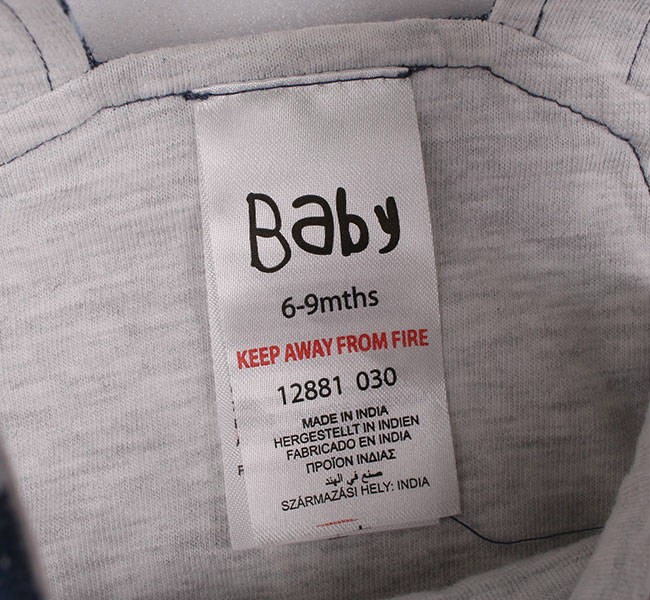 Baby
6-9mths
KEEP AWAY FROM FIRE
12881 030
MADE IN INDIA
HERGESTELLT IN INDIEN
FABRICADO EN INDIA
ΠΡΟΪΟΝ ΙΝΔΙΑΣ
صنع في الهند
SZÁRMAZÁSI HELY: INDIA